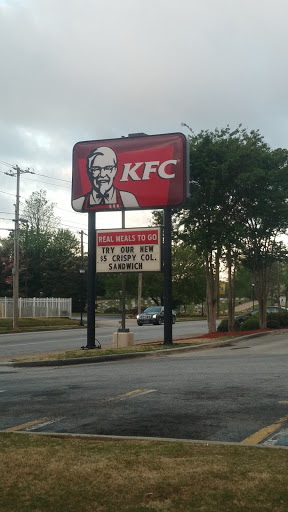 KFC
REAL MEALS TO GO
TRY OUR NEW
$5 CRISPY COL.
SANDWICH